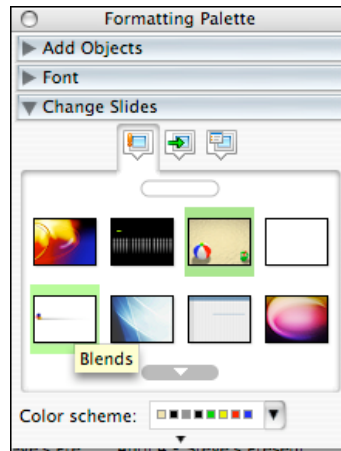 Formatting Palette
Add Objects
Font
Change Slides
Blends
Color scheme: